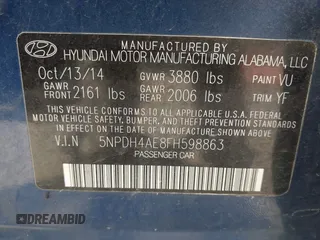 MANUFACTURED BY
HYUNDAI MOTOR MANUFACTURING ALABAMA, LLC
Oct/13/14 GVWR 3880 lbs PAINT VU
GAWR FRONT 2161 lbs GAWR REAR 2006 lbs TRIM YF
THIS VEHICLE CONFORMS TO ALL APPLICABLE U.S.A. FEDERAL
MOTOR VEHICLE SAFETY, BUMPER, AND THEFT PREVENTION
STANDARDS IN EFFECT ON THE DATE OF MANUFACTURE SHOWN ABOVE.
V.I.N 5NPDH4AE8FH598863
PASSENGER CAR
DREAMBID